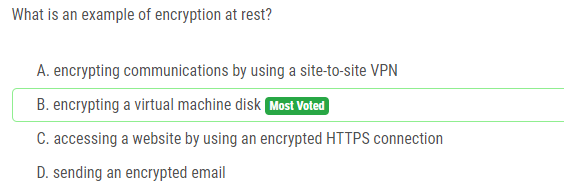 What is an example of encryption at rest?
A. encrypting communications by using a site-to-site VPN
B. encrypting a virtual machine disk Most Voted
C. accessing a website by using an encrypted HTTPS connection
D. sending an encrypted email